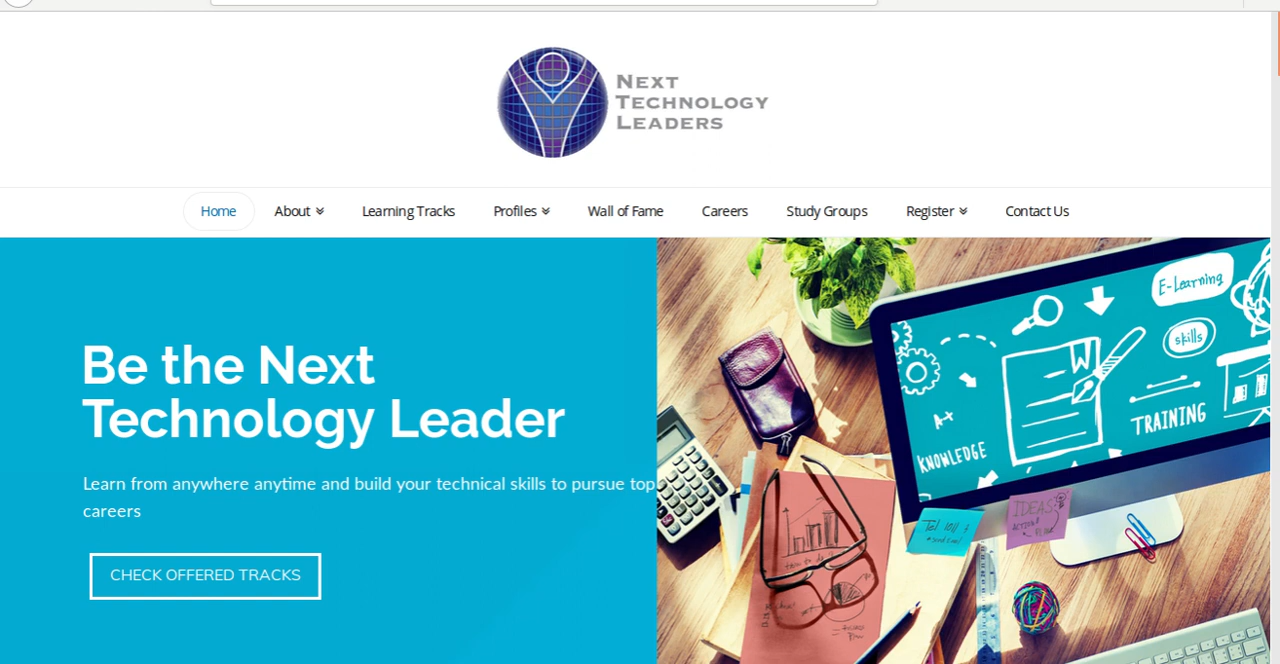 Next
Technology
Leaders
Home About Learning Tracks Profiles Wall of Fame Careers Study Groups Register Contact Us
Be the Next
Technology Leader
Learn from anywhere anytime and build your technical skills to pursue top
careers
CHECK OFFERED TRACKS
E-Learning
skills
A+
TRAINING
KNOWLEDGE
IDEAS